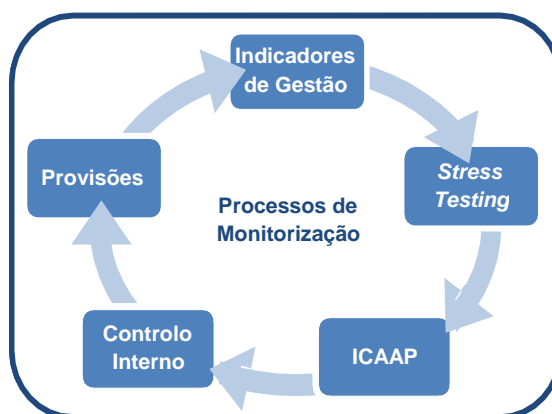 Indicadores
de Gestão
Stress
Testing
ICAAP
Controlo
Interno
Provisões
Processos de
Monitorização